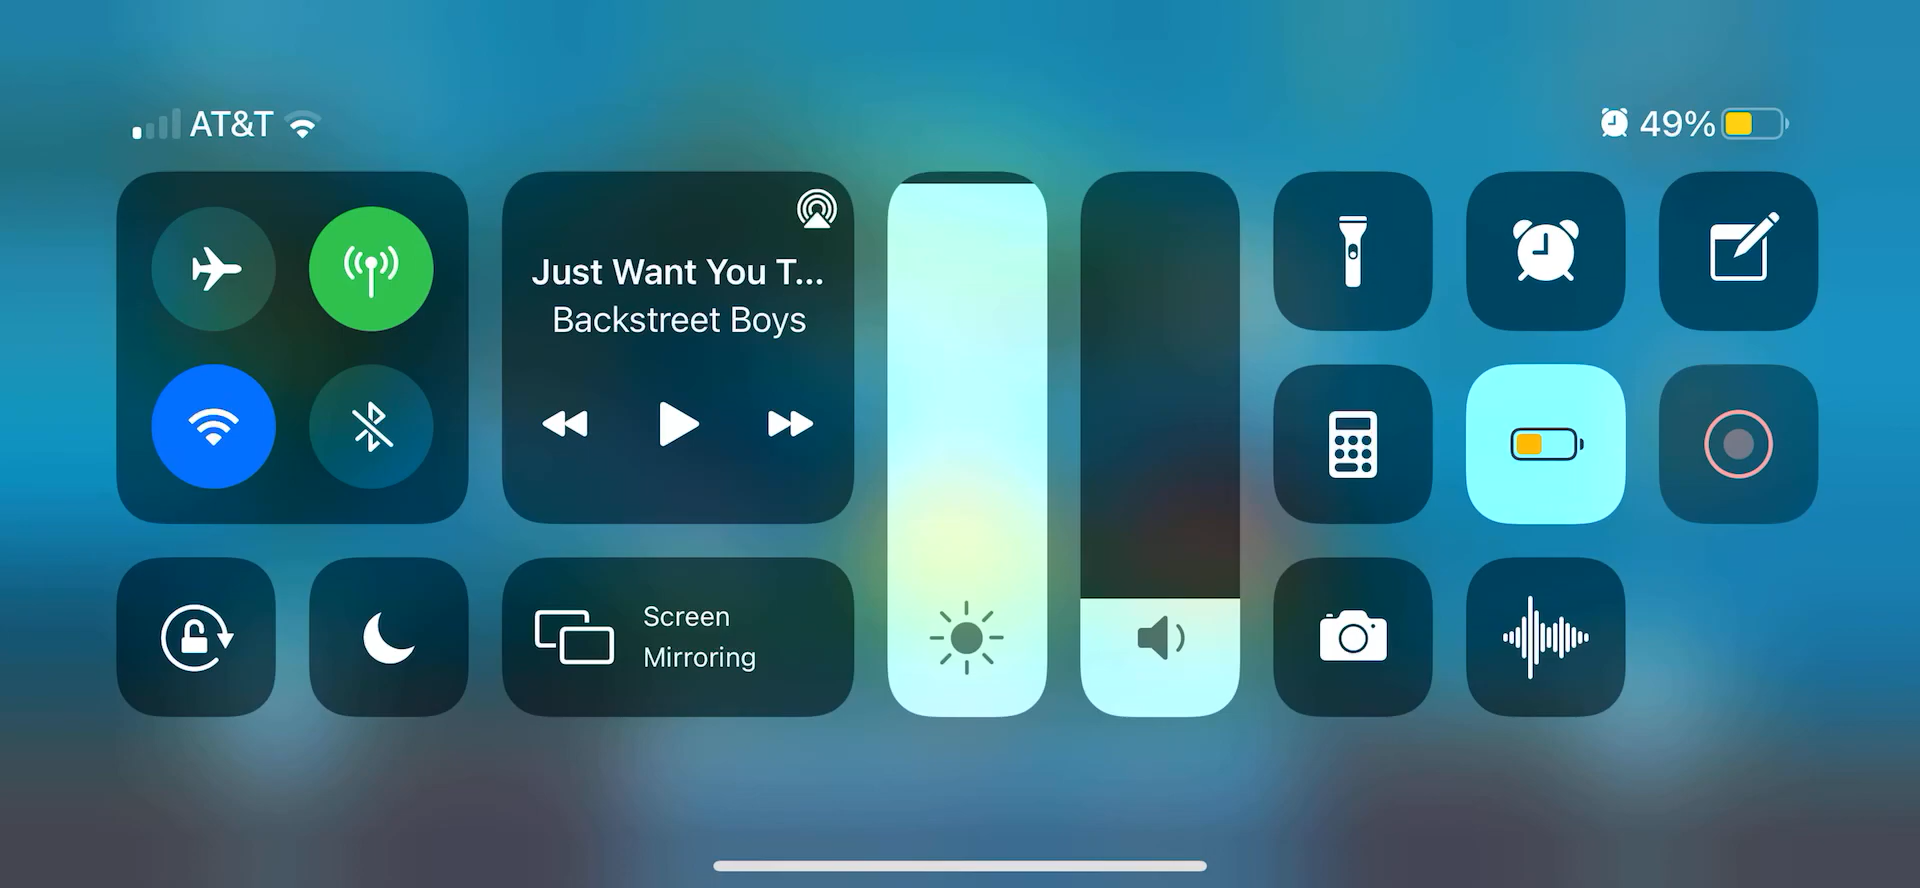 AT&T
49%
Just Want You T...
Backstreet Boys
Screen
Mirroring